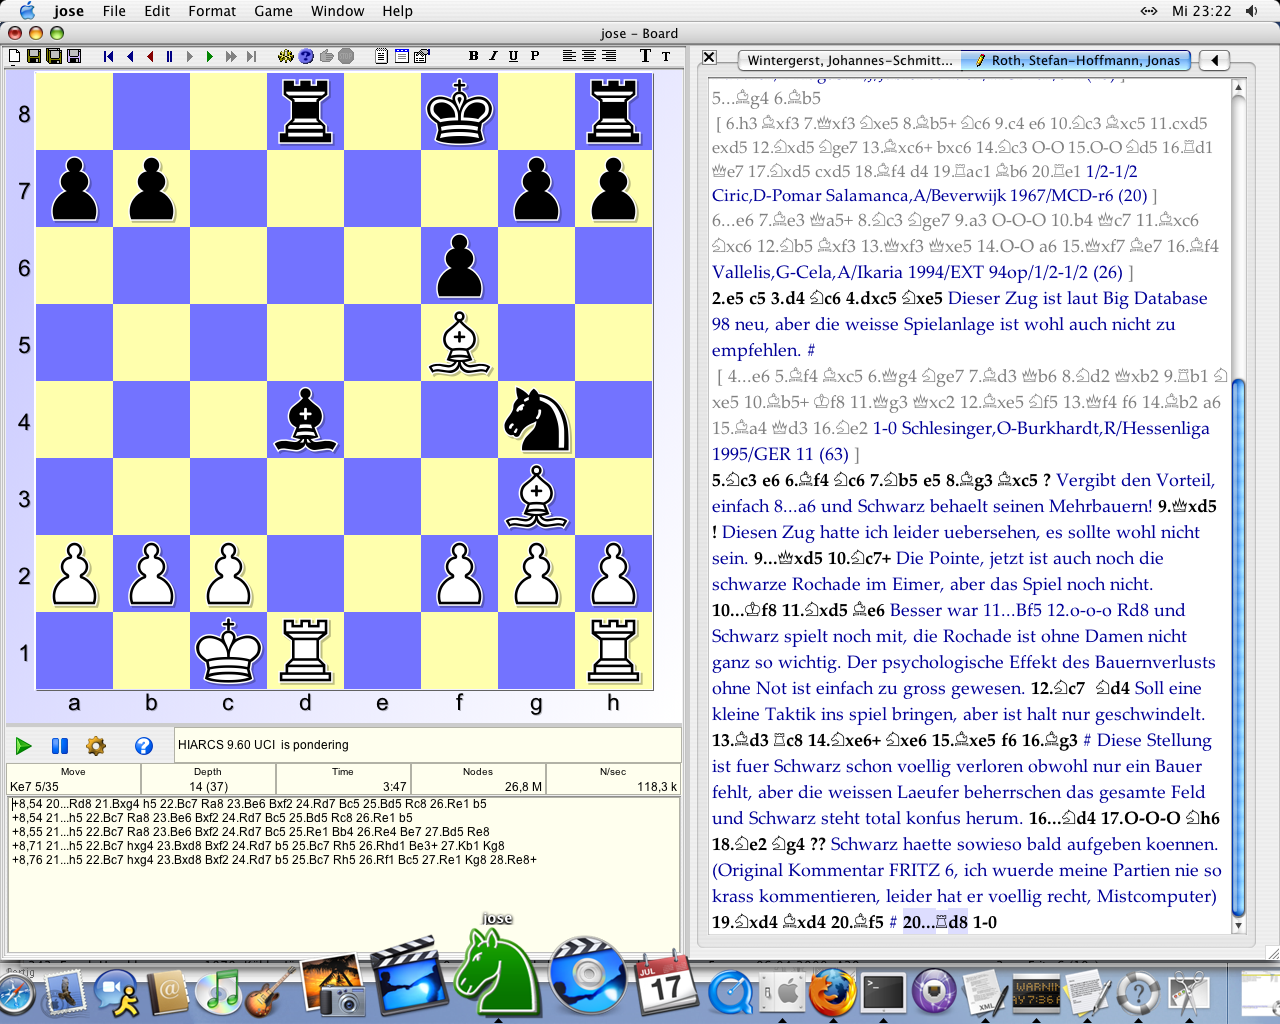 jose File Edit Format Game Window Help Mi 23:22
jose – Board
B I U P T T
Wintergerst, Johannes-Schmitt... Roth, Stefan-Hoffmann, Jonas
5...♗g4 6.♗b5
[ 6.h3 ♗xf3 7.♕xf3 ♘xe5 8.♗b5+ ♘c6 9.c4 e6 10.♘c3 ♗xc5 11.cxd5
exd5 12.♘xd5 ♘ge7 13.♗xc6+ bxc6 14.♘c3 O-O 15.O-O ♘d5 16.♖d1
♕e7 17.♘xd5 cxd5 18.♗f4 d4 19.♖ac1 ♗b6 20.♖e1 1/2-1/2
Ciric,D-Pomar Salamanca,A/Beverwijk 1967/MCD-r6 (20) ]
6...e6 7.♗e3 ♕a5+ 8.♘c3 ♘ge7 9.a3 O-O-O 10.b4 ♕c7 11.♗xc6
♘xc6 12.♘b5 ♗xf3 13.♕xf3 ♕xe5 14.O-O a6 15.♕xf7 ♗e7 16.♗f4
Vallelis,G-Cela,A/Ikaria 1994/EXT 94op/1/2-1/2 (26) ]
2.e5 c5 3.d4 ♘c6 4.dxc5 ♘xe5 Dieser Zug ist laut Big Database
98 neu, aber die weisse Spielanlage ist wohl auch nicht zu
empfehlen. #
[ 4...e6 5.♗f4 ♗xc5 6.♕g4 ♘ge7 7.♗d3 ♕b6 8.♘d2 ♕xb2 9.♖b1 ♘
xe5 10.♗b5+ ♔f8 11.♕g3 ♕xc2 12.♗xe5 ♘f5 13.♕f4 f6 14.♗b2 a6
15.♗a4 ♕d3 16.♘e2 1-0 Schlesinger,O-Burkhardt,R/Hessenliga
1995/GER 11 (63) ]
5.♘c3 e6 6.♗f4 ♘c6 7.♘b5 e5 8.♗g3 ♗xc5 ? Vergibt den Vorteil,
einfach 8...a6 und Schwarz behaelt seinen Mehrbauern! 9.♕xd5
! Diesen Zug hatte ich leider uebersehen, es sollte wohl nicht
sein. 9...♕xd5 10.♘c7+ Die Pointe, jetzt ist auch noch die
schwarze Rochade im Eimer, aber das Spiel noch nicht.
10...♔f8 11.♘xd5 ♗e6 Besser war 11...Bf5 12.o-o-o Rd8 und
Schwarz spielt noch mit, die Rochade ist ohne Damen nicht
ganz so wichtig. Der psychologische Effekt des Bauernverlusts
ohne Not ist einfach zu gross gewesen. 12.♘c7 ♘d4 Soll eine
kleine Taktik ins spiel bringen, aber ist halt nur geschwindelt.
13.♗d3 ♖c8 14.♘xe6+ ♘xe6 15.♗xe5 f6 16.♗g3 # Diese Stellung
ist fuer Schwarz schon voellig verloren obwohl nur ein Bauer
fehlt, aber die weissen Laeufer beherrschen das gesamte Feld
und Schwarz steht total konfus herum. 16...♘d4 17.O-O-O ♘h6
18.♘e2 ♘g4 ?? Schwarz haette sowieso bald aufgeben koennen.
(Original Kommentar FRITZ 6, ich wuerde meine Partien nie so
krass kommentieren, leider hat er voellig recht, Mistcomputer)
19.♘xd4 ♗xd4 20.♗f5 # 20...♖d8 1-0
8
7
6
5
4
3
2
1
a b c d e f g h
HIARCS 9.60 UCI is pondering
Move Depth Time Nodes N/sec
Ke7 5/35 14 (37) 3:47 26,8 M 118,3 k
+8,54 20...Rd8 21.Bxg4 h5 22.Bc7 Ra8 23.Be6 Bxf2 24.Rd7 Bc5 25.Bd5 Rc8 26.Re1 b5
+8,54 21...h5 22.Bc7 Ra8 23.Be6 Bxf2 24.Rd7 Bc5 25.Bd5 Rc8 26.Re1 b5
+8,55 21...h5 22.Bc7 Ra8 23.Be6 Bxf2 24.Rd7 Bc5 25.Re1 Bb4 26.Re4 Be7 27.Bd5 Re8
+8,71 21...h5 22.Bc7 hxg4 23.Bxd8 Bxf2 24.Rd7 b5 25.Bc7 Rh5 26.Rhd1 Be3+ 27.Kb1 Kg8
+8,76 21...h5 22.Bc7 hxg4 23.Bxd8 Bxf2 24.Rd7 b5 25.Bc7 Rh5 26.Rf1 Bc5 27.Re1 Kg8 28.Re8+
jose
JUL
17
XML
WARNIN
AY 7:36